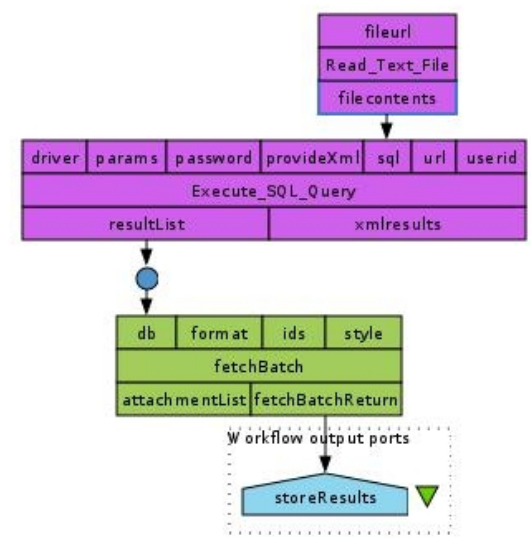 fileurl
Read_Text_File
filecontents
driver params password provideXml sql url userid
Execute_SQL_Query
resultList xmlresults
db format ids style
fetchBatch
attachmentList fetchBatchReturn
Workflow output ports
storeResults